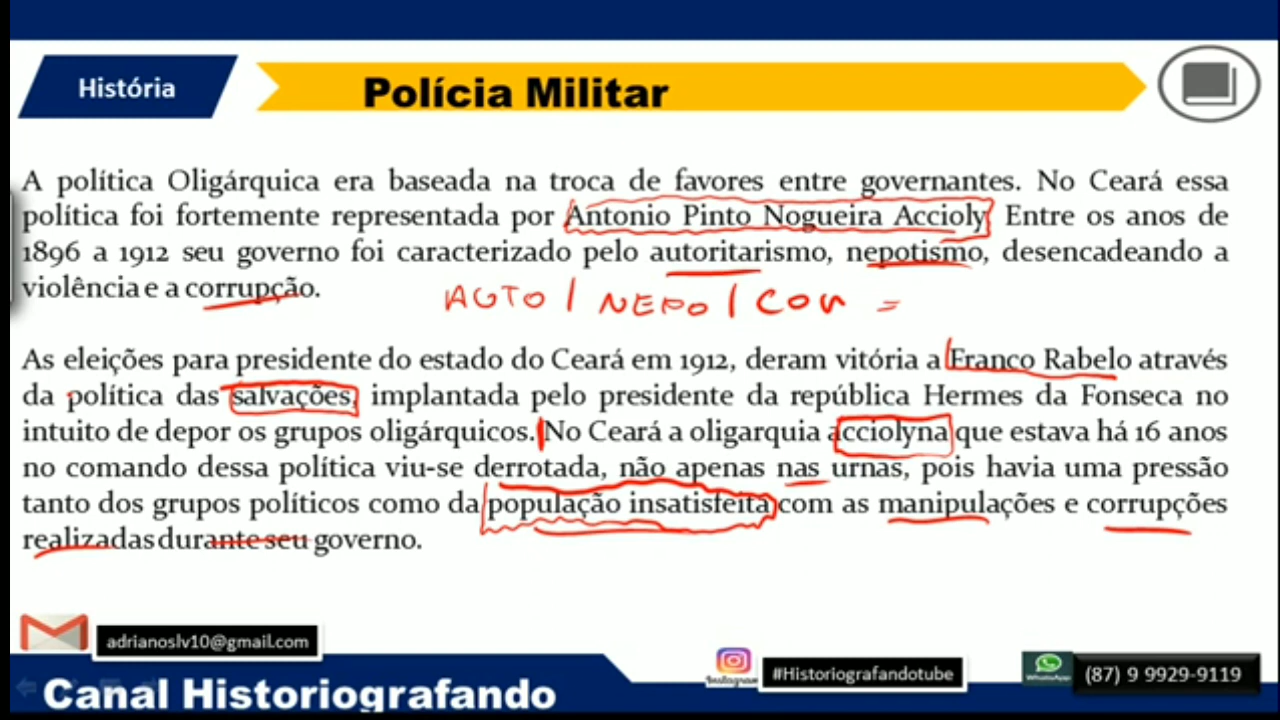 História
Polícia Militar
A política Oligárquica era baseada na troca de favores entre governantes. No Ceará essa
política foi fortemente representada por Antonio Pinto Nogueira Accioly Entre os anos de
1896 a 1912 seu governo foi caracterizado pelo autoritarismo, nepotismo, desencadeando a
violência e a corrupção.
AUTO / NEPO / COR =
As eleições para presidente do estado do Ceará em 1912, deram vitória a Franco Rabelo através
da política das salvações, implantada pelo presidente da república Hermes da Fonseca no
intuito de depor os grupos oligárquicos. No Ceará a oligarquia acciolyna que estava há 16 anos
no comando dessa política viu-se derrotada, não apenas nas urnas, pois havia uma pressão
tanto dos grupos políticos como da população insatisfeita com as manipulações e corrupções
realizadas durante seu governo.
adrianoslv10@gmail.com
Canal Historiografando
Instagram
#Historiografandotube
WhatsApp
(87) 9 9929-9119